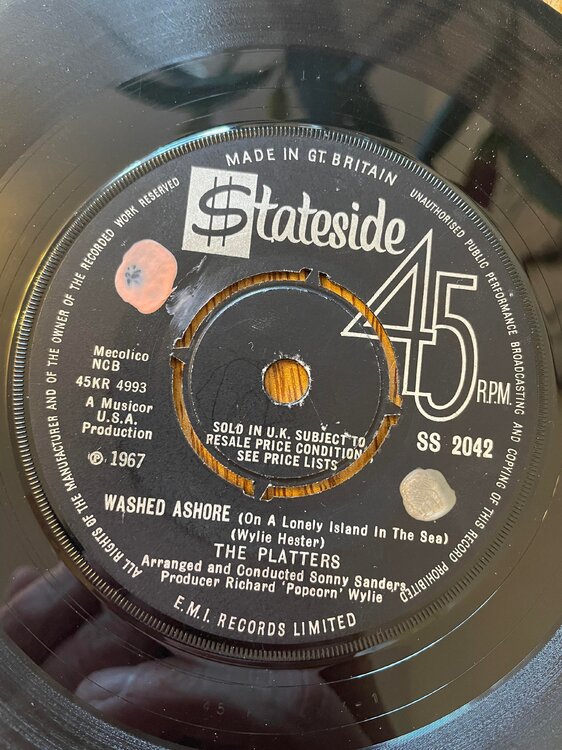 MADE IN GT. BRITAIN
$tateside
45 R.P.M.
Mecolico
NCB
45KR 4993
A Musicor
U.S.A.
Production
℗ 1967
SOLD IN U.K. SUBJECT TO
RESALE PRICE CONDITION
SEE PRICE LISTS
SS 2042
WASHED ASHORE (On A Lonely Island In The Sea)
(Wylie Hester)
THE PLATTERS
Arranged and Conducted Sonny Sanders
Producer Richard 'Popcorn' Wylie
E.M.I. RECORDS LIMITED
ALL RIGHTS OF THE MANUFACTURER AND OF THE OWNER OF THE RECORDED WORK RESERVED
UNAUTHORISED PUBLIC PERFORMANCE BROADCASTING AND COPYING OF THIS RECORD PROHIBITED